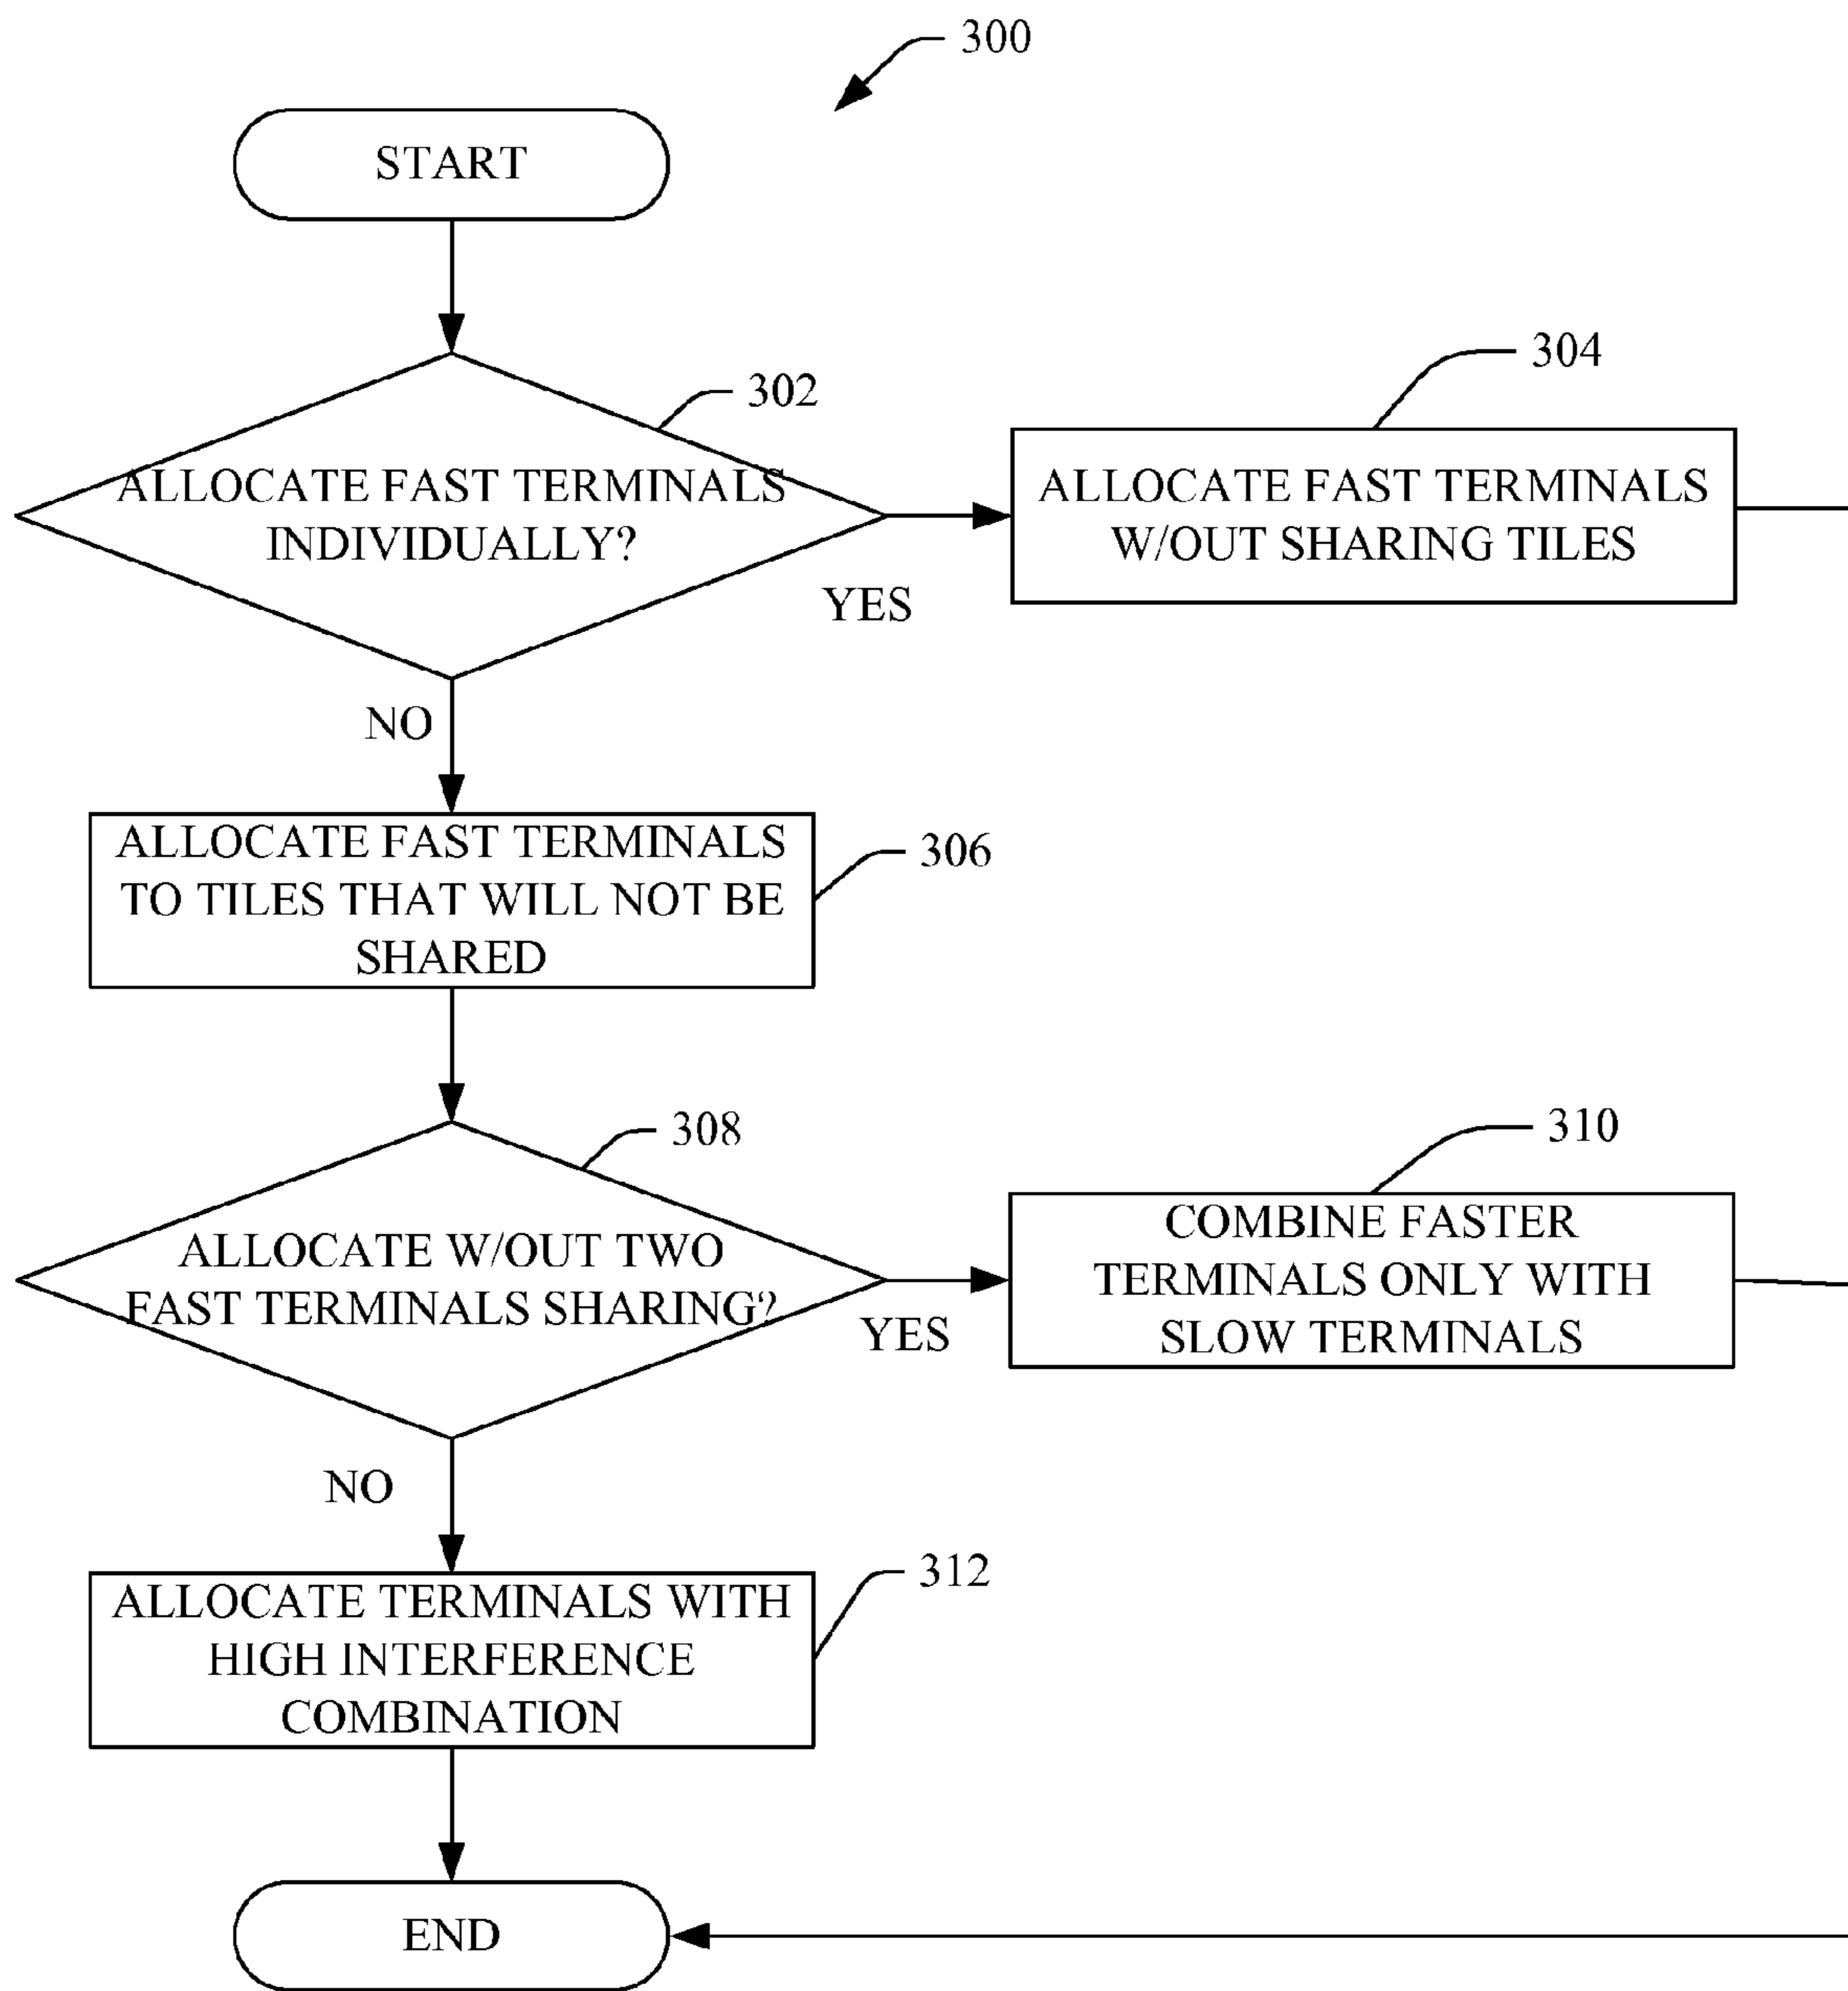 300
START
302
ALLOCATE FAST TERMINALS
INDIVIDUALLY?
YES
304
ALLOCATE FAST TERMINALS
W/OUT SHARING TILES
NO
306
ALLOCATE FAST TERMINALS
TO TILES THAT WILL NOT BE
SHARED
308
ALLOCATE W/OUT TWO
FAST TERMINALS SHARING?
YES
310
COMBINE FASTER
TERMINALS ONLY WITH
SLOW TERMINALS
NO
312
ALLOCATE TERMINALS WITH
HIGH INTERFERENCE
COMBINATION
END